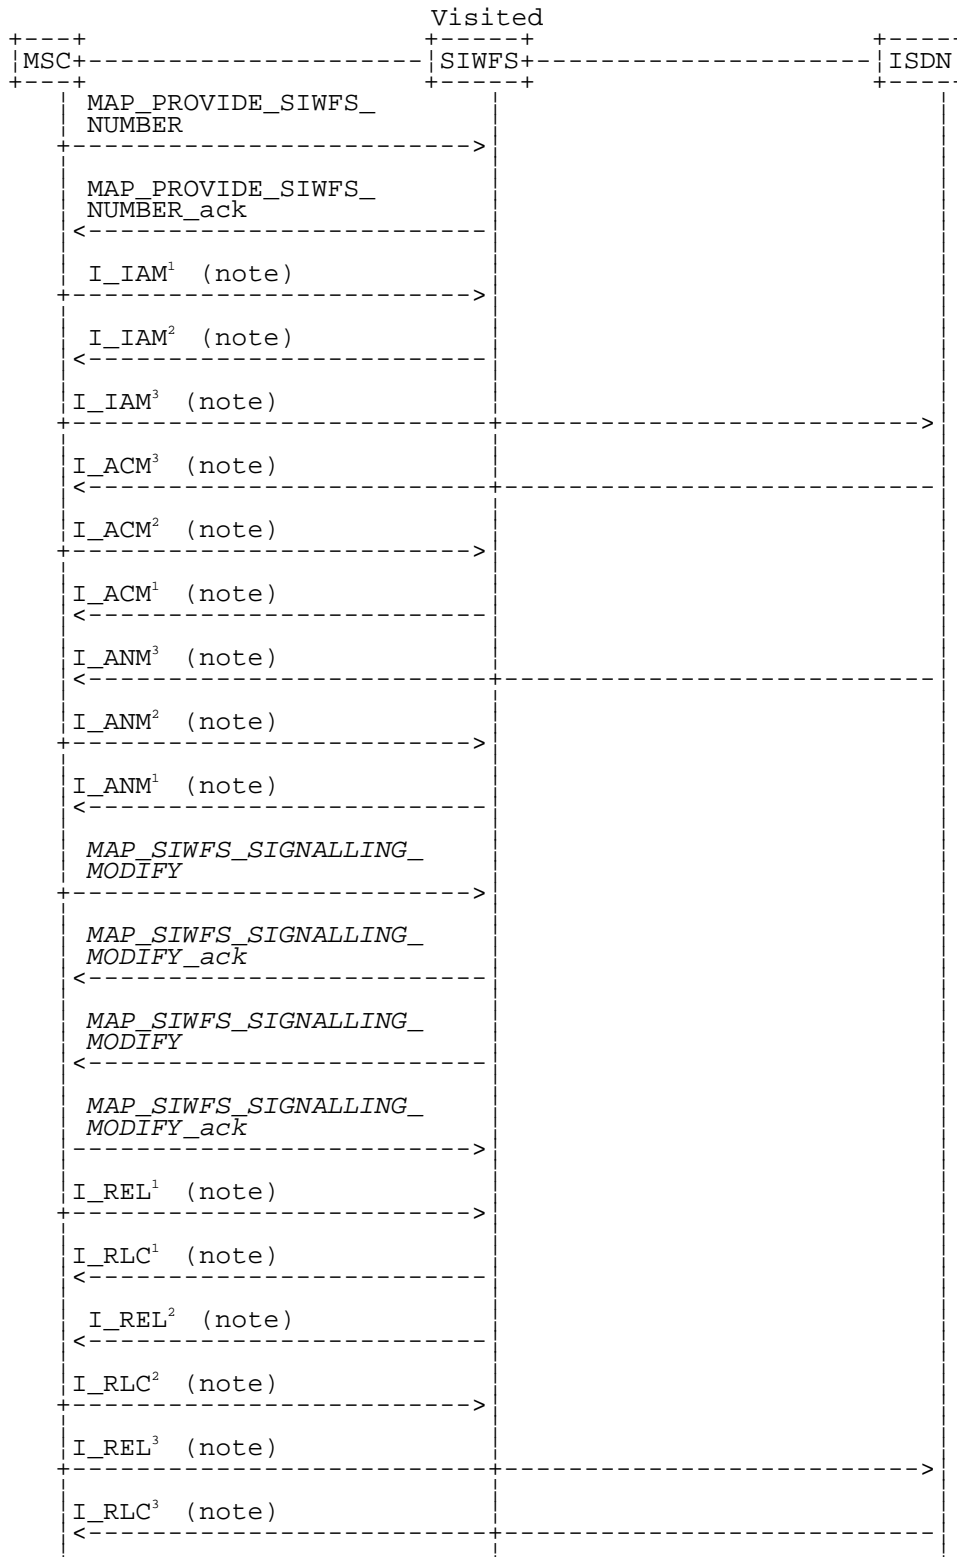 Visited
MSC SIWFS ISDN
MAP_PROVIDE_SIWFS_
NUMBER
MAP_PROVIDE_SIWFS_
NUMBER_ack
I_IAM¹ (note)
I_IAM² (note)
I_IAM³ (note)
I_ACM³ (note)
I_ACM² (note)
I_ACM¹ (note)
I_ANM³ (note)
I_ANM² (note)
I_ANM¹ (note)
MAP_SIWFS_SIGNALLING_
MODIFY
MAP_SIWFS_SIGNALLING_
MODIFY_ack
MAP_SIWFS_SIGNALLING_
MODIFY
MAP_SIWFS_SIGNALLING_
MODIFY_ack
I_REL¹ (note)
I_RLC¹ (note)
I_REL² (note)
I_RLC² (note)
I_REL³ (note)
I_RLC³ (note)